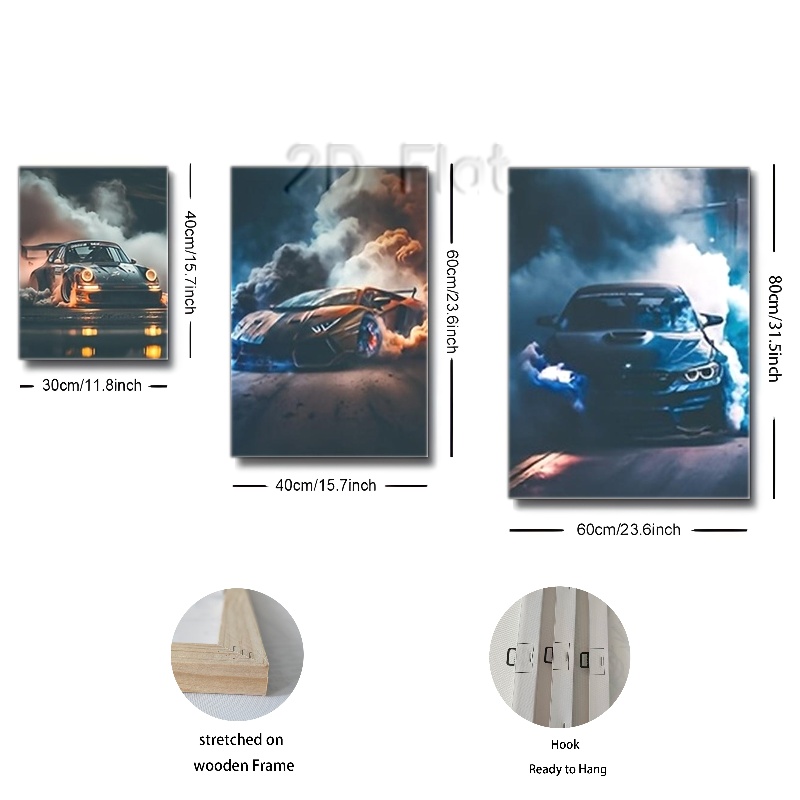 2D Flat
40cm/15.7inch
60cm/23.6inch
80cm/31.5inch
30cm/11.8inch
40cm/15.7inch
60cm/23.6inch
stretched on
wooden Frame
Hook
Ready to Hang